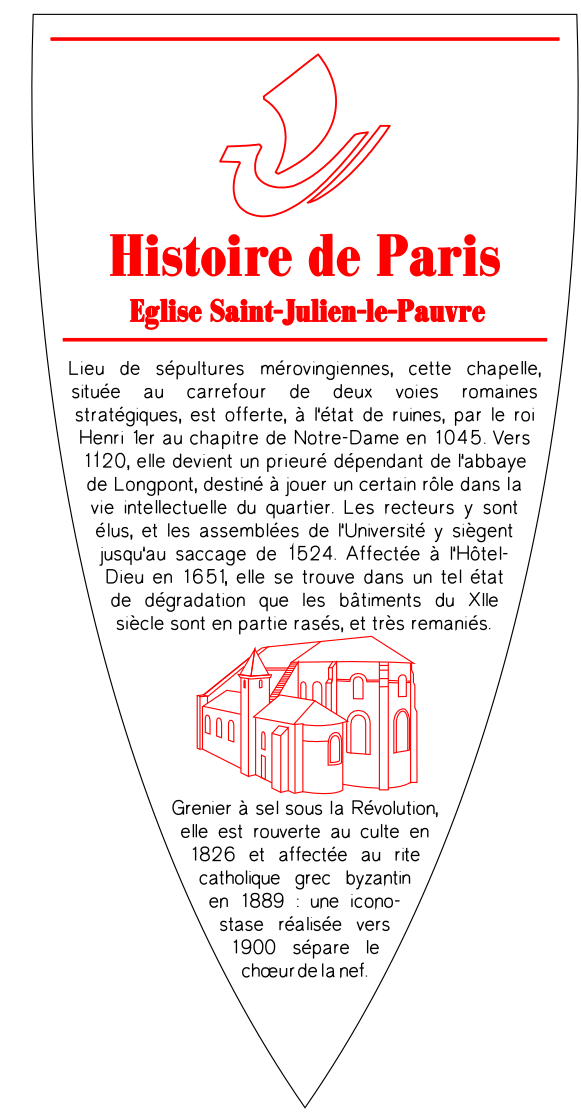 Histoire de Paris
Eglise Saint-Julien-le-Pauvre
Lieu de sépultures mérovingiennes, cette chapelle,
située au carrefour de deux voies romaines
stratégiques, est offerte, à l'état de ruines, par le roi
Henri 1er au chapitre de Notre-Dame en 1045. Vers
1120, elle devient un prieuré dépendant de l'abbaye
de Longpont, destiné à jouer un certain rôle dans la
vie intellectuelle du quartier. Les recteurs y sont
élus, et les assemblées de l'Université y siègent
jusqu'au saccage de 1524. Affectée à l'Hôtel-
Dieu en 1651, elle se trouve dans un tel état
de dégradation que les bâtiments du XIIe
siècle sont en partie rasés, et très remaniés.
Grenier à sel sous la Révolution,
elle est rouverte au culte en
1826 et affectée au rite
catholique grec byzantin
en 1889 : une icono-
stase réalisée vers
1900 sépare le
chœur de la nef.